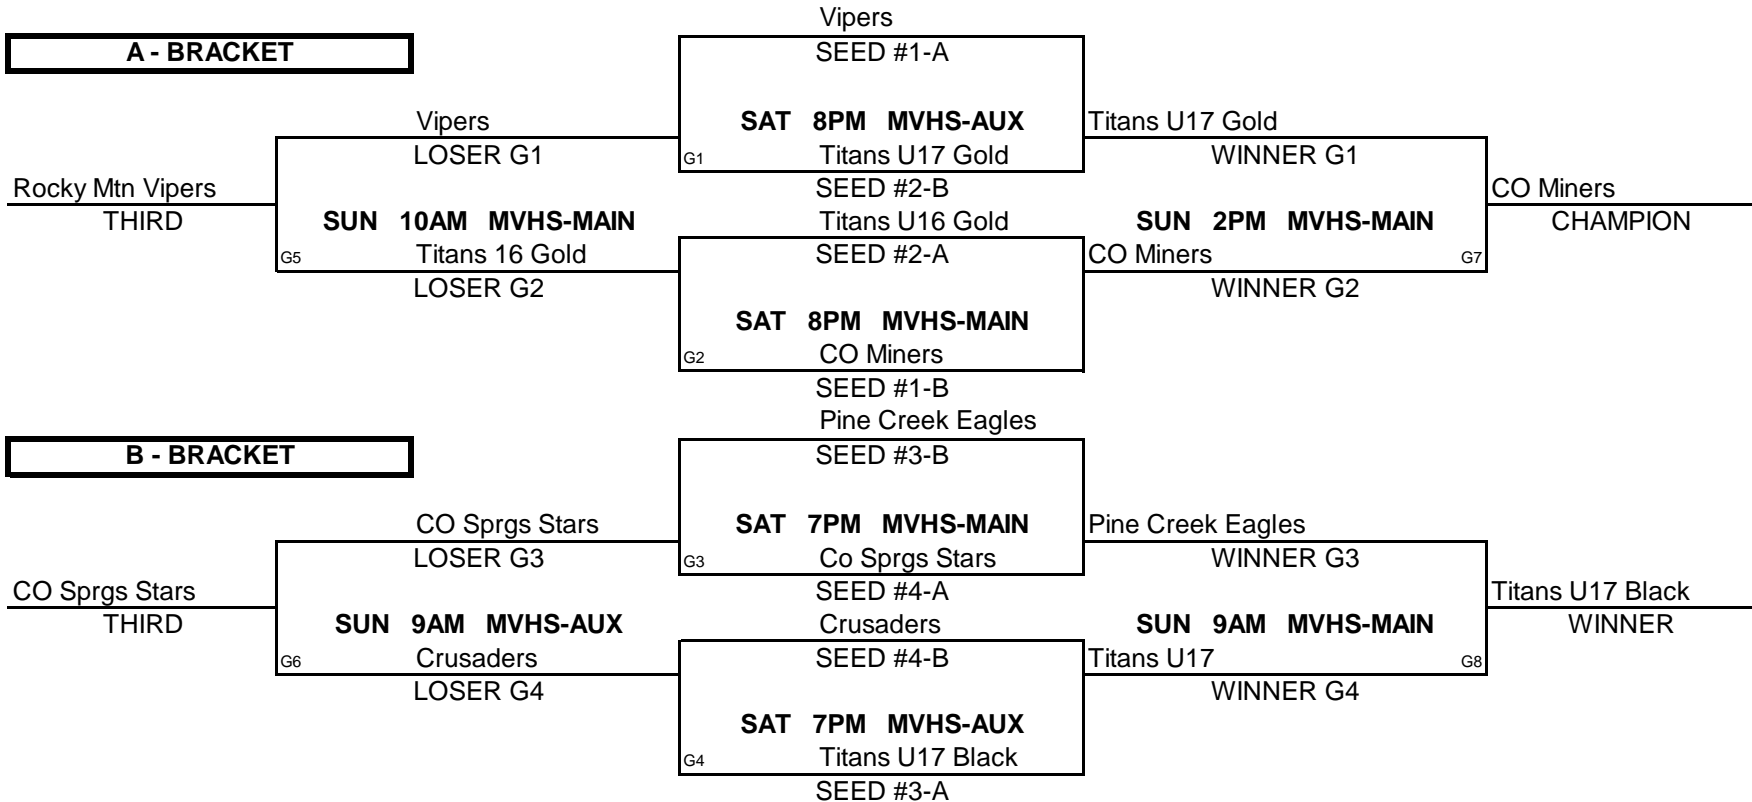 Vipers
A - BRACKET
SEED #1-A
Vipers
SAT 8PM MVHS-AUX
Titans U17 Gold
LOSER G1
G1
Titans U17 Gold
WINNER G1
Rocky Mtn Vipers
SEED #2-B
CO Miners
THIRD
SUN 10AM MVHS-MAIN
Titans U16 Gold
SUN 2PM MVHS-MAIN
CHAMPION
G5
Titans 16 Gold
SEED #2-A
CO Miners
G7
LOSER G2
WINNER G2
SAT 8PM MVHS-MAIN
G2
CO Miners
SEED #1-B
Pine Creek Eagles
B - BRACKET
SEED #3-B
CO Sprgs Stars
SAT 7PM MVHS-MAIN
Pine Creek Eagles
LOSER G3
G3
Co Sprgs Stars
WINNER G3
CO Sprgs Stars
SEED #4-A
Titans U17 Black
THIRD
SUN 9AM MVHS-AUX
Crusaders
SUN 9AM MVHS-MAIN
WINNER
G6
Crusaders
SEED #4-B
Titans U17
G8
LOSER G4
WINNER G4
SAT 7PM MVHS-AUX
G4
Titans U17 Black
SEED #3-A